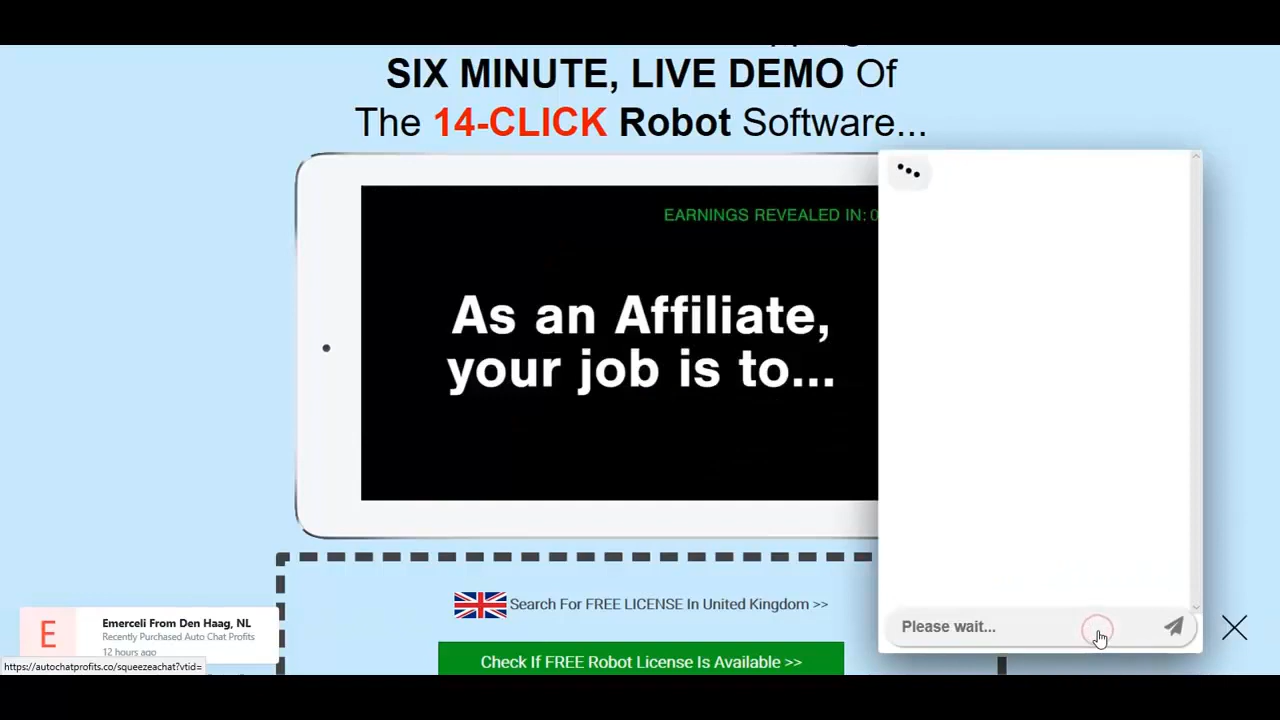 SIX MINUTE, LIVE DEMO Of
The 14-CLICK Robot Software...
EARNINGS REVEALED IN:
As an Affiliate,
your job is to...
Please wait...
Search For FREE LICENSE In United Kingdom >>
Check If FREE Robot License Is Available >>
E
Emerceli From Den Haag, NL
Recently Purchased Auto Chat Profits
12 hours ago
https://autochatprofits.co/squeezeachat?vtid=